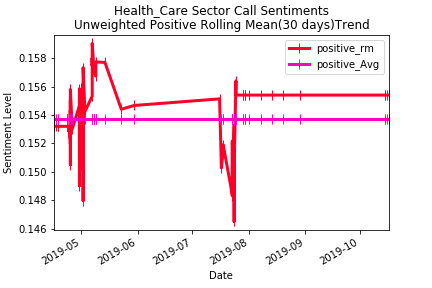 Health_Care Sector Call Sentiments
Unweighted Positive Rolling Mean(30 days)Trend
positive_rm
positive_Avg
Sentiment Level
0.158
0.156
0.154
0.152
0.150
0.148
0.146
2019-05
2019-06
2019-07
2019-08
2019-09
2019-10
Date